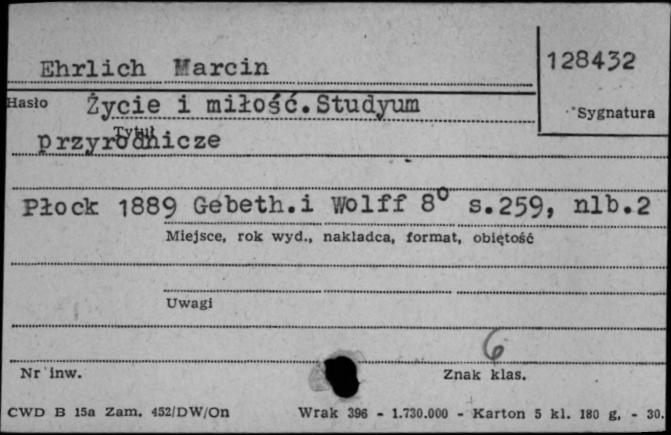 Ehrlich Marcin
128432
Hasło
Życie i miłość.Studyum
Sygnatura
Tytuł
przyrodnicze
Płock 1889 Gebeth.i Wolff 8° s.259, nlb.2
Miejsce, rok wyd., nakładca, format, objętość
Uwagi
6
Nr inw.
Znak klas.
CWD B 15a Zam. 452/DW/On
Wrak 396 - 1.730.000 - Karton 5 kl. 180 g. - 30.